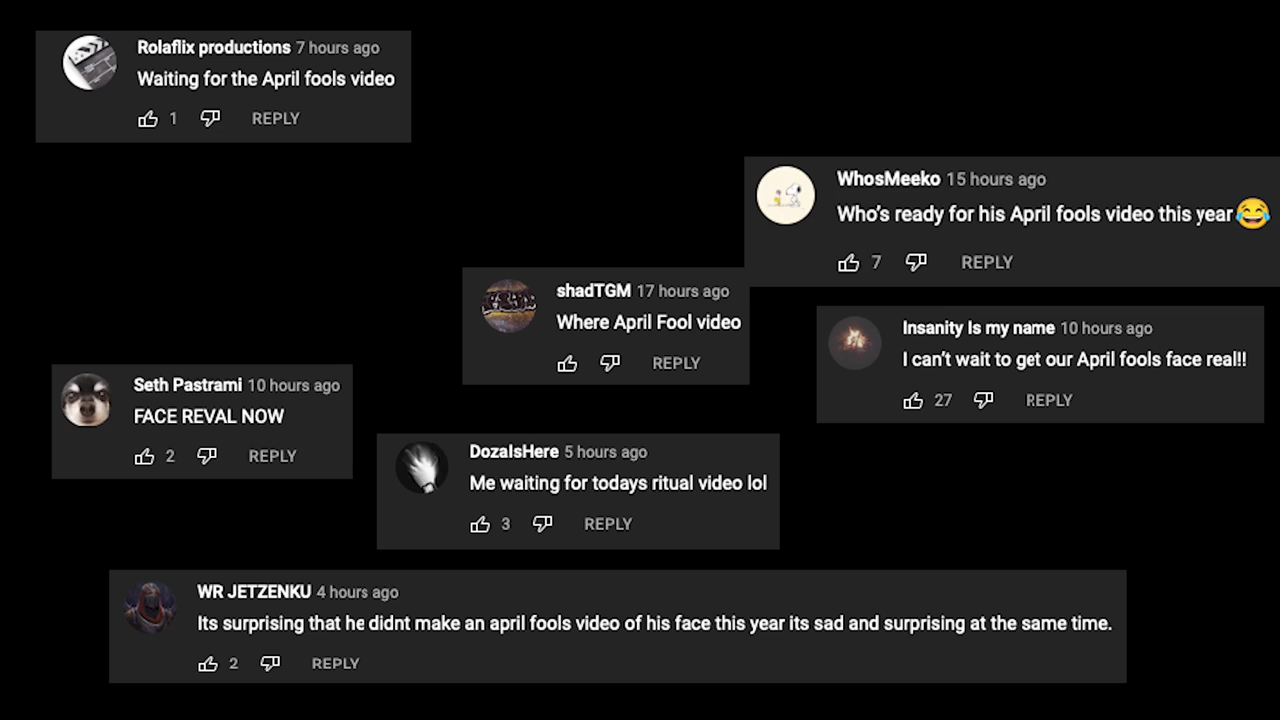 Rolaflix productions 7 hours ago
Waiting for the April fools video
1 REPLY
WhosMeeko 15 hours ago
Who's ready for his April fools video this year😂
7 REPLY
shadTGM 17 hours ago
Where April Fool video
REPLY
Insanity Is my name 10 hours ago
I can't wait to get our April fools face real!!
27 REPLY
Seth Pastrami 10 hours ago
FACE REVAL NOW
2 REPLY
DozaIsHere 5 hours ago
Me waiting for todays ritual video lol
3 REPLY
WR JETZENKU 4 hours ago
Its surprising that he didnt make an april fools video of his face this year its sad and surprising at the same time.
2 REPLY